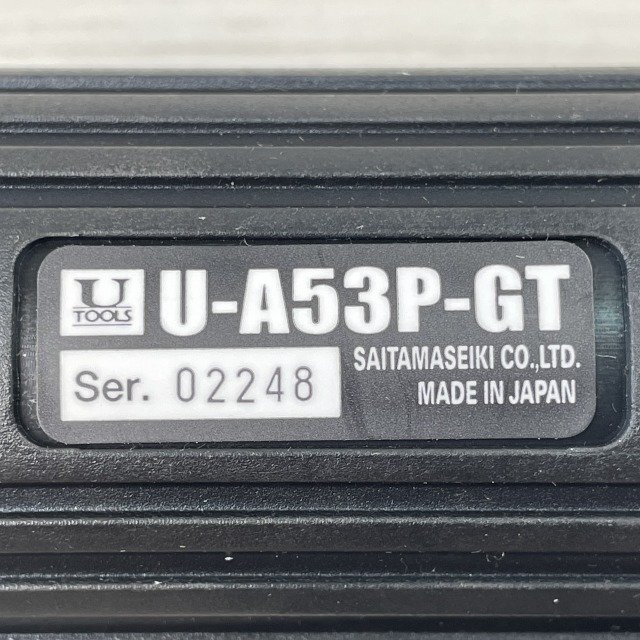 U TOOLS
U-A53P-GT
SAITAMASEIKI CO.,LTD.
Ser. 02248
MADE IN JAPAN